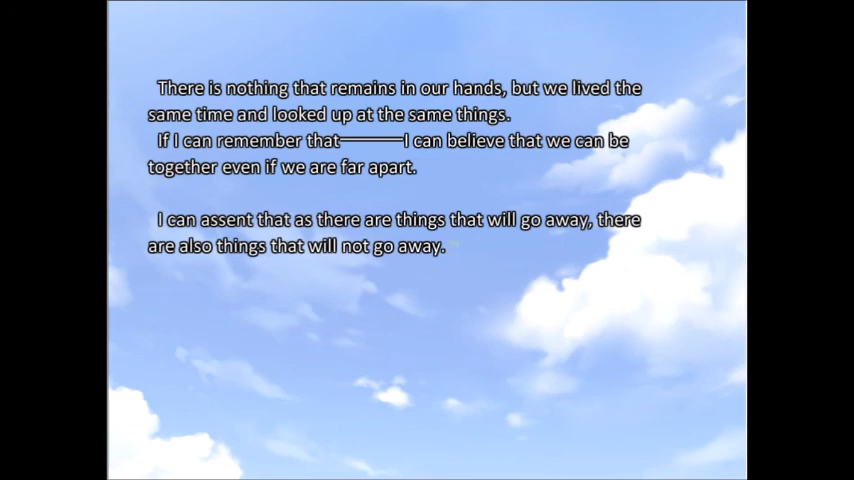 There is nothing that remains in our hands, but we lived the
same time and looked up at the same things.
If I can remember that―――I can believe that we can be
together even if we are far apart.
I can assent that as there are things that will go away, there
are also things that will not go away.